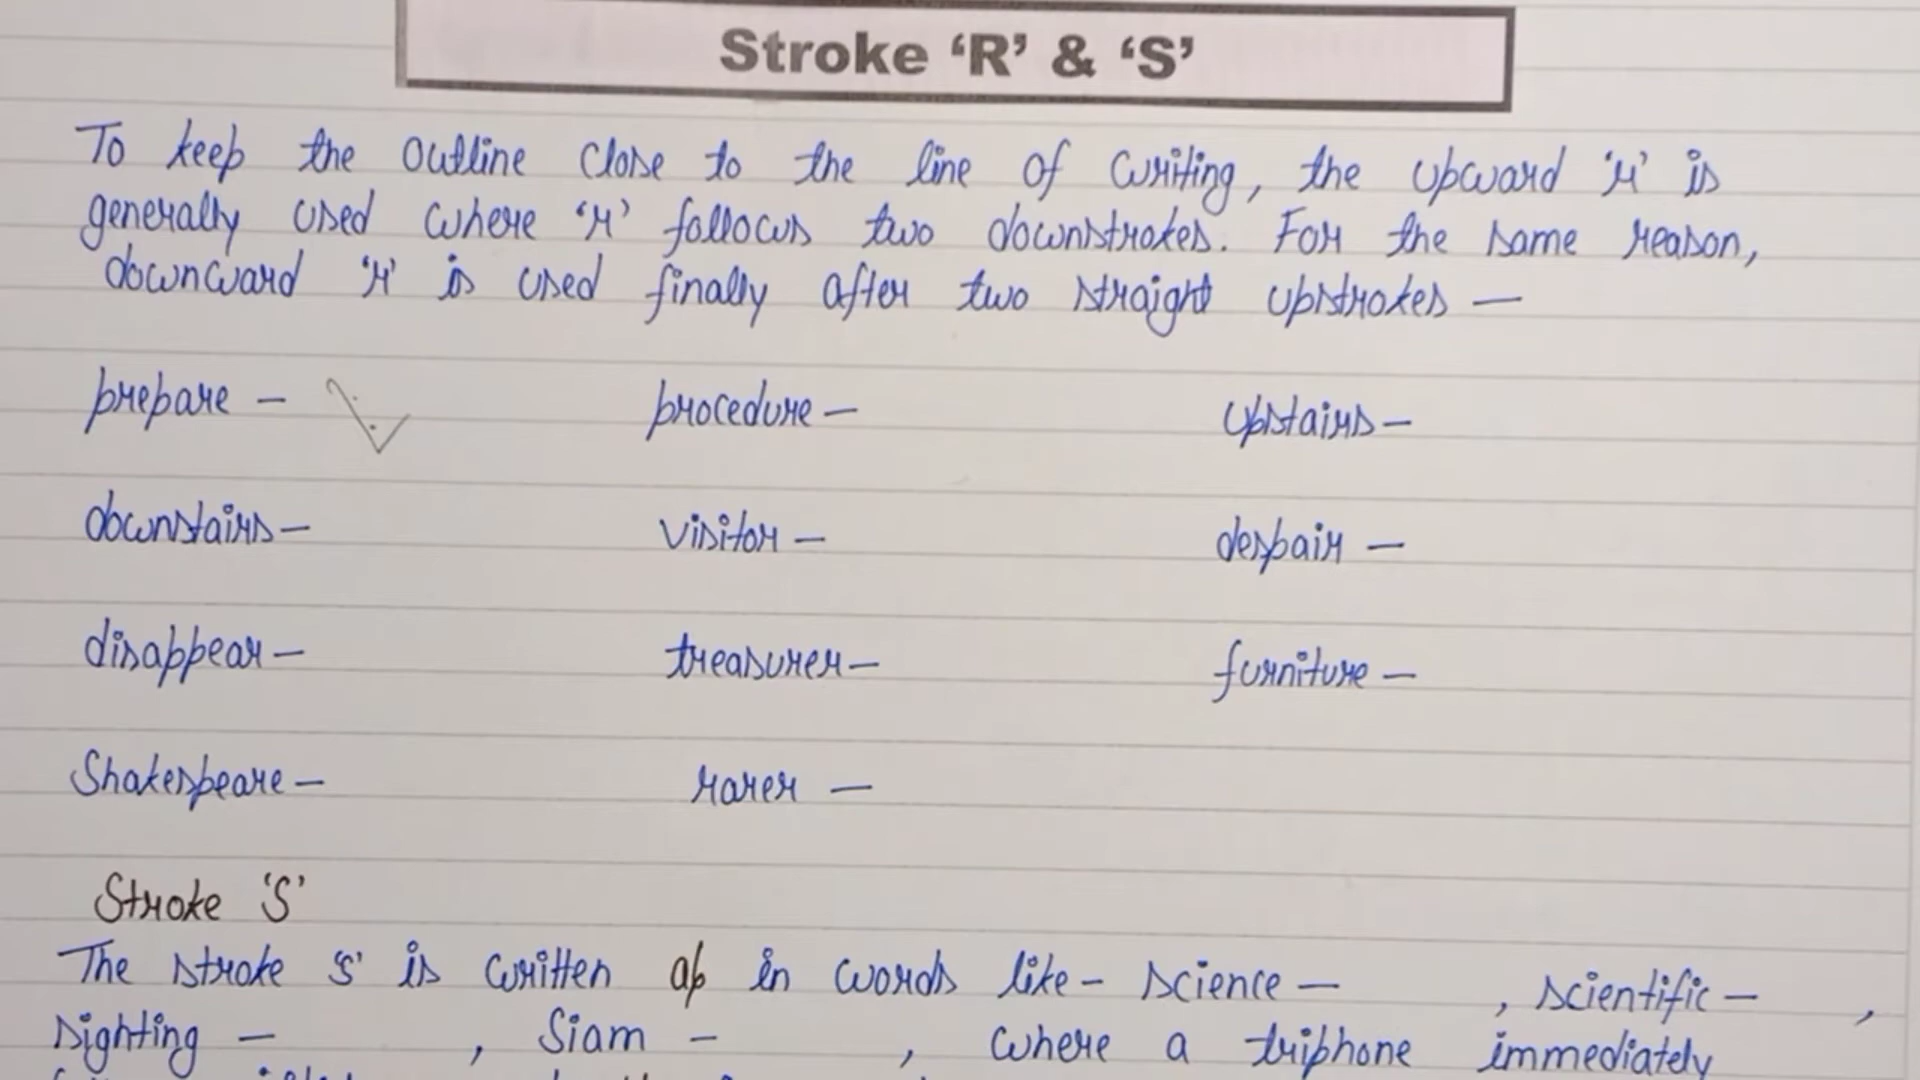 Stroke ‘R’ & ‘S’
To keep the outline close to the line of writing, the upward ‘r’ is
generally used where ‘r’ follows two downstrokes. For the same reason,
downward ‘r’ is used finally after two straight upstrokes —
prepare — procedure — Upstairs —
downstairs — visitor — despair —
disappear — treasurer — furniture —
Shakespeare — rarer —
Stroke ‘S’
The stroke ‘s’ is written in words like – science — , scientific — ,
sighting — , Siam — , where a triphone immediately